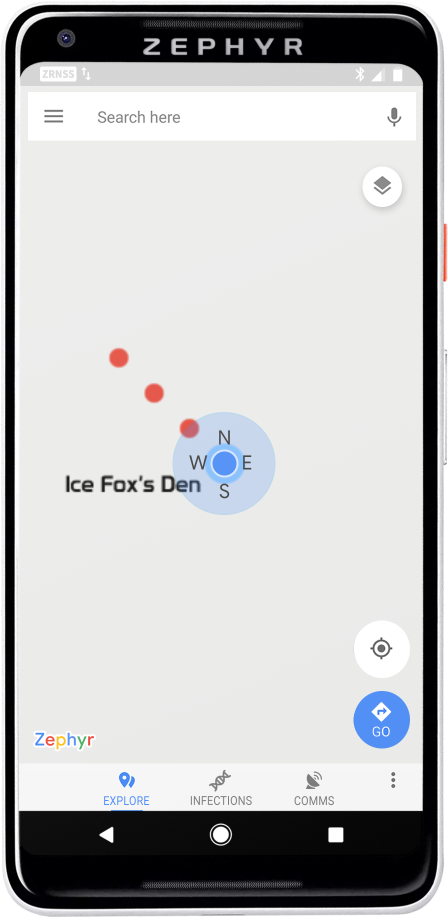 ZEPHYR
ZRNSS
Search here
N
W E
S
Ice Fox's Den
GO
Zephyr
EXPLORE INFECTIONS COMMS